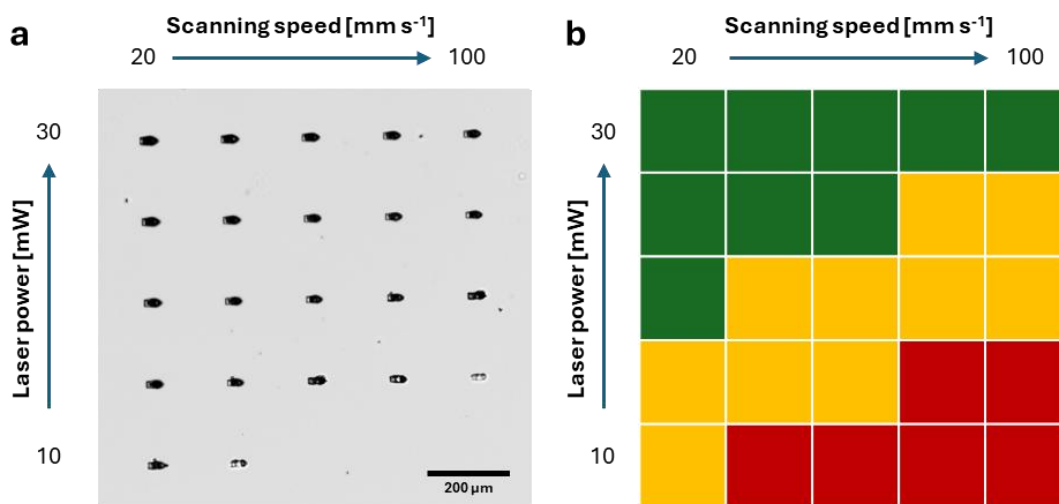 a
Scanning speed [mm s⁻¹]
20
100
30
Laser power [mW]
10
200 µm
b
Scanning speed [mm s⁻¹]
20
100
30
Laser power [mW]
10